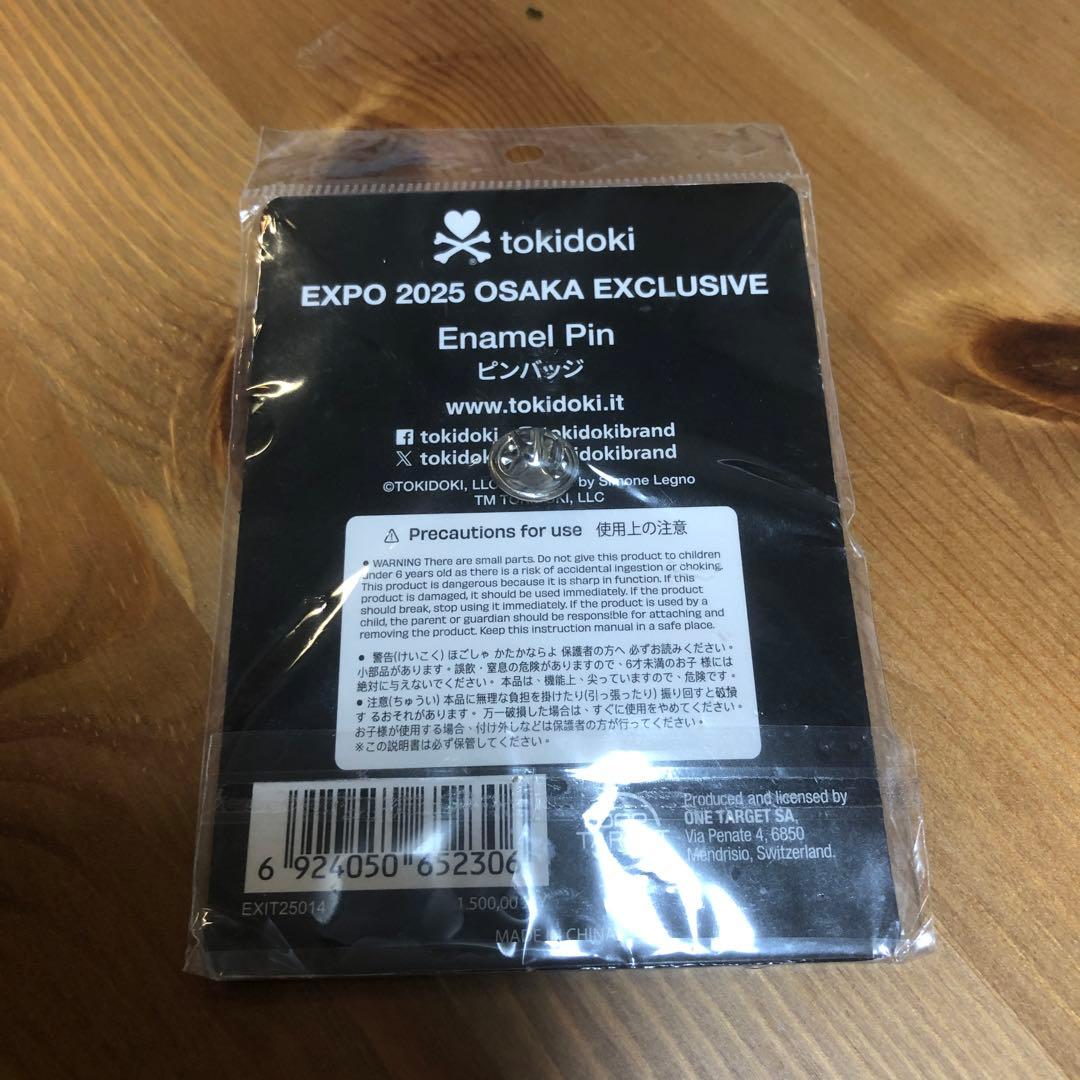 tokidoki
EXPO 2025 OSAKA EXCLUSIVE
Enamel Pin
ピンバッジ
www.tokidoki.it
tokidoki tokidokibrand
©TOKIDOKI, LLC by Simone Legno
TM TOKIDOKI, LLC
Precautions for use 使用上の注意
• WARNING There are small parts. Do not give this product to children
under 6 years old as there is a risk of accidental ingestion or choking.
This product is dangerous because it is sharp in function. If this
product is damaged, it should be used immediately. If the product
should break, stop using it immediately. If the product is used by a
child, the parent or guardian should be responsible for attaching and
removing the product. Keep this instruction manual in a safe place.
• 警告(けいこく) ほごしゃ かたかならよ 保護者の方へ 必ずお読みください。
小部品があります。誤飲・窒息の危険がありますので、6才未満のお子 様には
絶対に与えないでください。 本品は、機能上、尖っていますので、危険です。
• 注意(ちゅうい) 本品に無理な負担を掛けたり(引っ張ったり) 振り回すと破損
す るおそれがあります。 万一破損した場合は、すぐに使用をやめてください。
お子様が使用する場合、付け外しなどは保護者の方が行ってください。
※この説明書は必ず保管してください。
6 924050 652306
EXIT25014
1.500,00
Produced and licensed by
ONE TARGET SA,
Via Penate 4, 6850
Mendrisio, Switzerland.
MADE IN CHINA